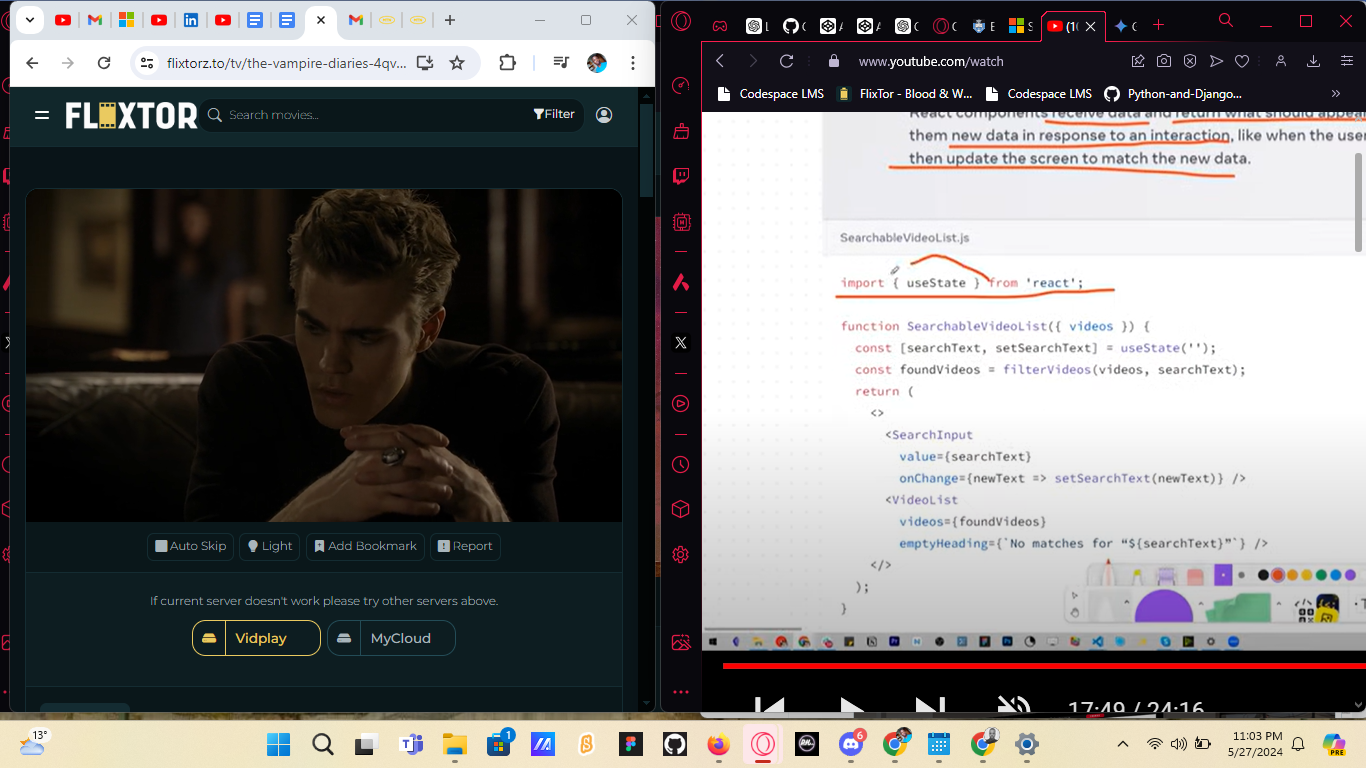 flixtorz.to/tv/the-vampire-diaries-4qv...
FLIXTOR
Search movies...
Filter
Auto Skip
Light
Add Bookmark
Report
If current server doesn't work please try other servers above.
Vidplay
MyCloud
www.youtube.com/watch
Codespace LMS
FlixTor - Blood & W...
Codespace LMS
Python-and-Django...
React components receive data and return what should appear
them new data in response to an interaction, like when the user
then update the screen to match the new data.
SearchableVideoList.js
import { useState } from 'react';
function SearchableVideoList({ videos }) {
const [searchText, setSearchText] = useState('');
const foundVideos = filterVideos(videos, searchText);
return (
<>
<SearchInput
value={searchText}
onChange={newText => setSearchText(newText)} />
<VideoList
videos={foundVideos}
emptyHeading={`No matches for “${searchText}”`} />
</>
);
}
17:49 / 24:16
13°
1
6
11:03 PM
5/27/2024
PRE